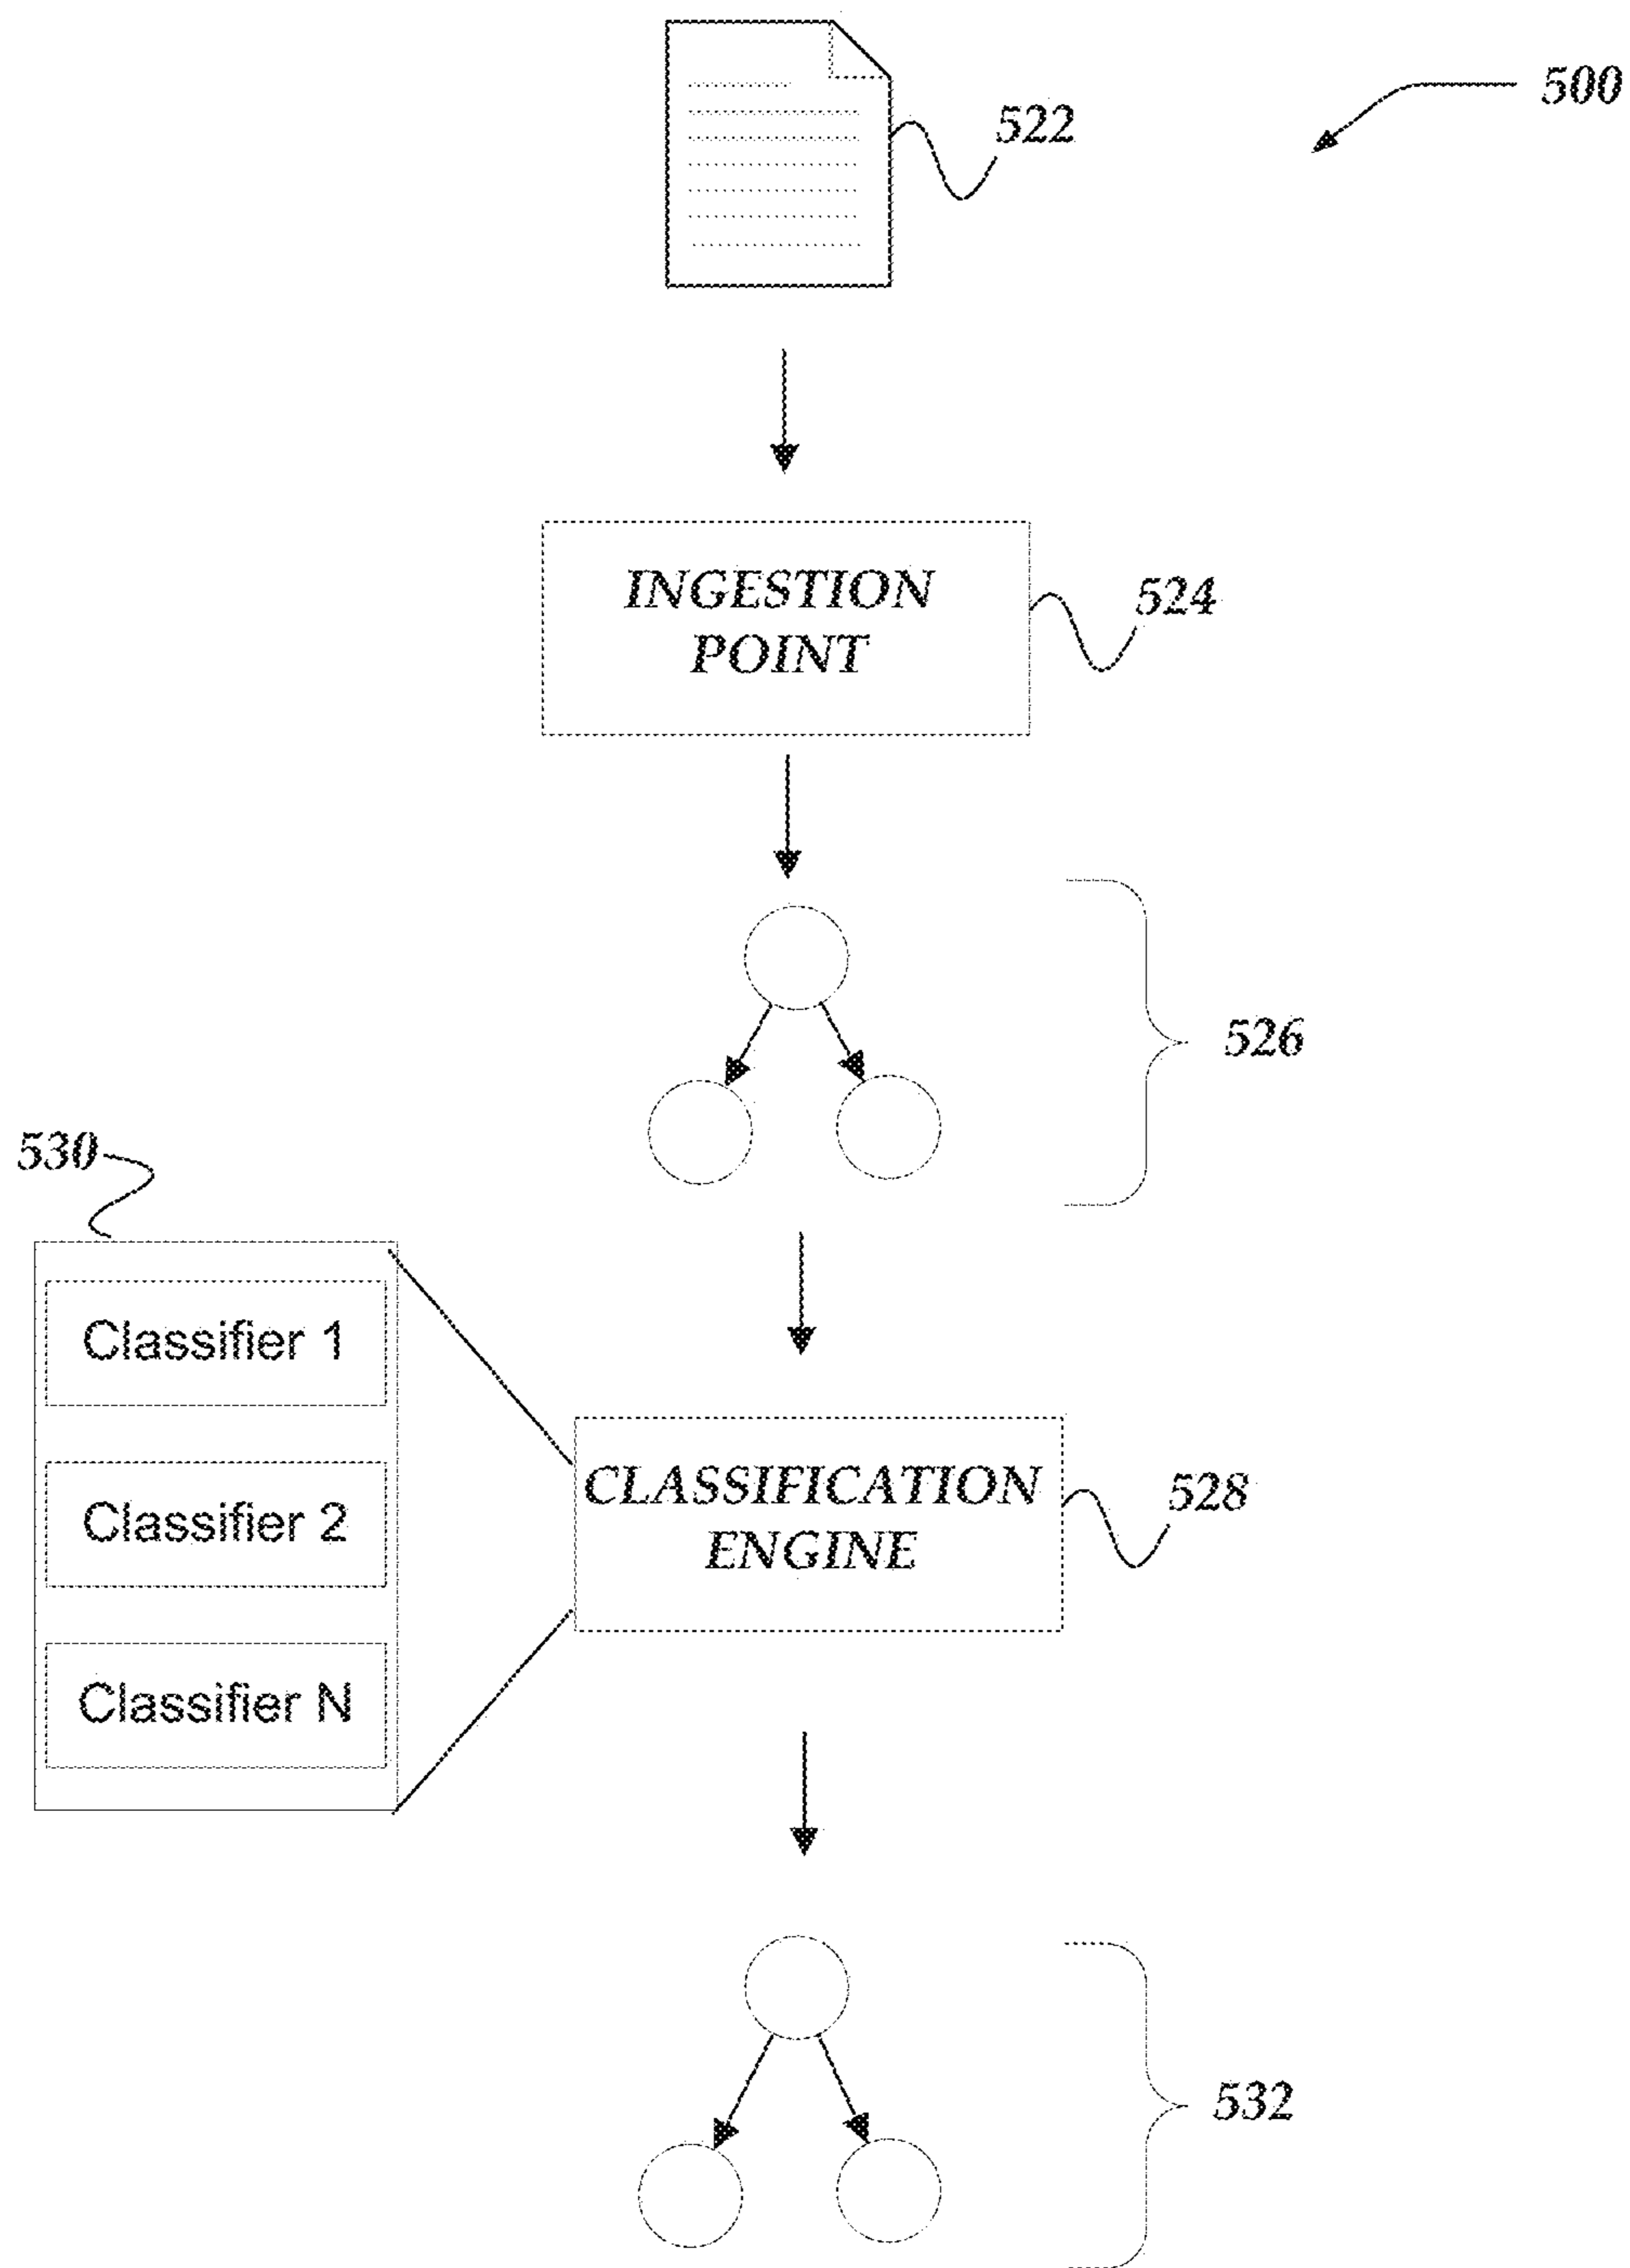 500
522
INGESTION
POINT
524
526
530
Classifier 1
Classifier 2
Classifier N
CLASSIFICATION
ENGINE
528
532